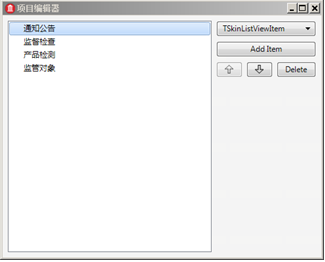 项目编辑器
通知公告
监督检查
产品检测
监管对象
TSkinListViewItem
Add Item
Delete